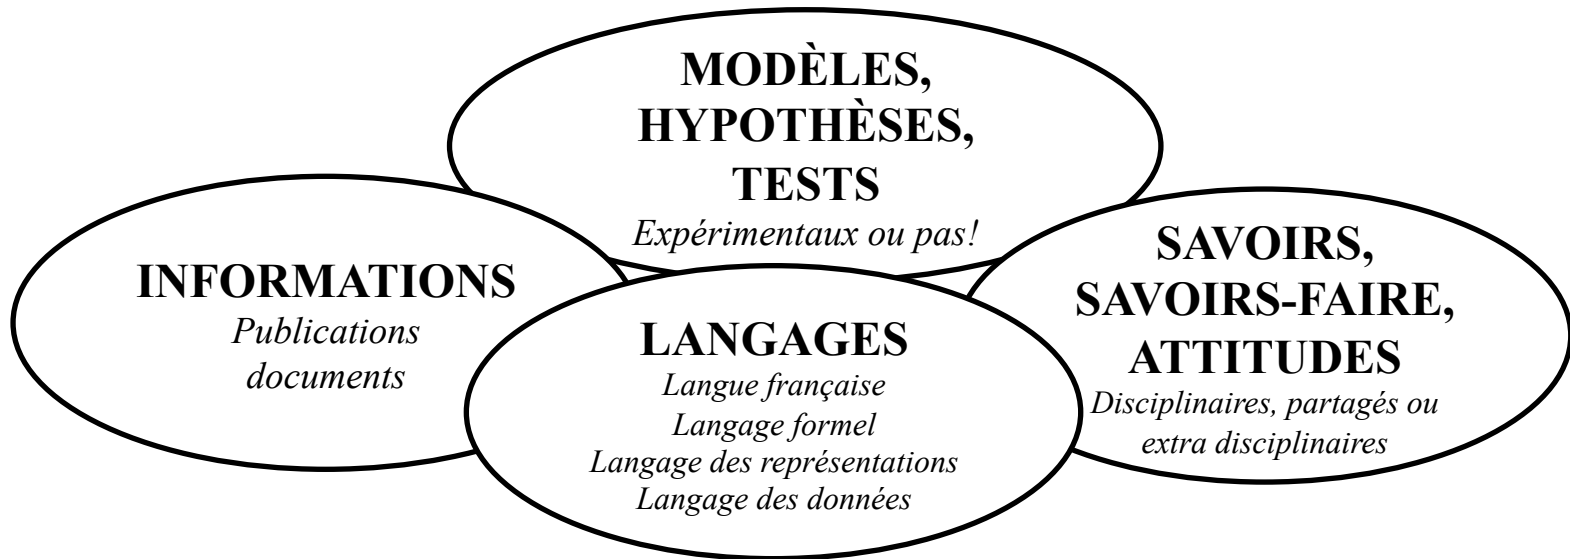 MODÈLES,
HYPOTHÈSES,
TESTS
Expérimentaux ou pas!
INFORMATIONS
Publications
documents
LANGAGES
Langue française
Langage formel
Langage des représentations
Langage des données
SAVOIRS,
SAVOIRS-FAIRE,
ATTITUDES
Disciplinaires, partagés ou
extra disciplinaires